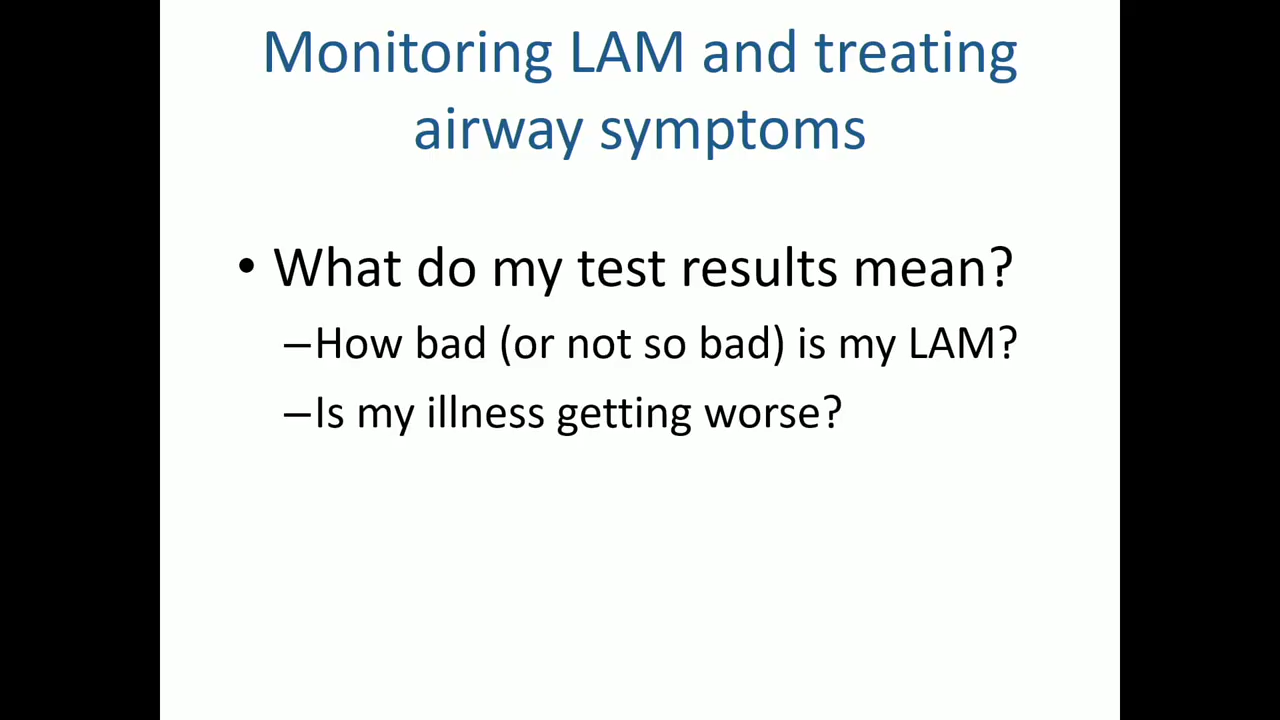 Monitoring LAM and treating
airway symptoms
• What do my test results mean?
–How bad (or not so bad) is my LAM?
–Is my illness getting worse?